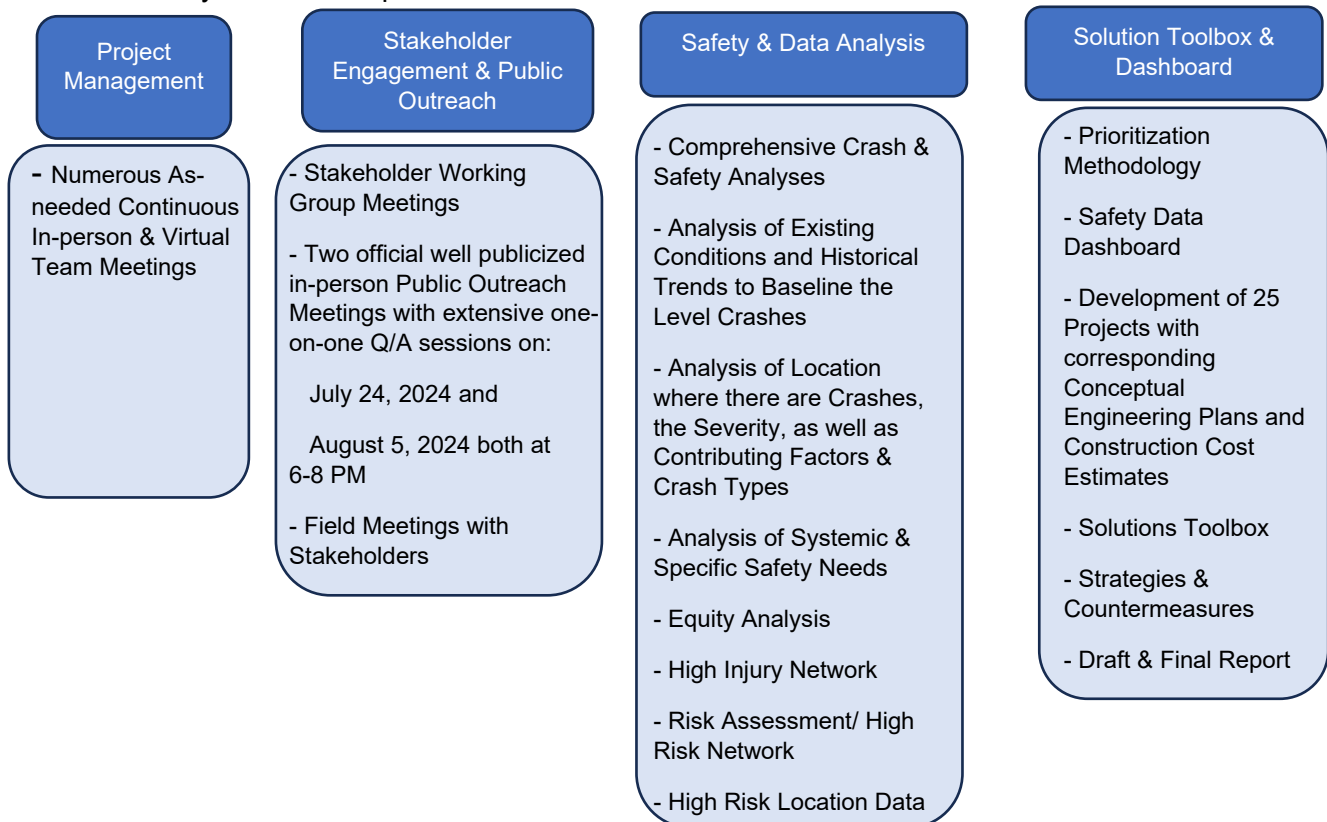 Project
Management
- Numerous As-
needed Continuous
In-person & Virtual
Team Meetings
Stakeholder
Engagement & Public
Outreach
- Stakeholder Working
Group Meetings
- Two official well publicized
in-person Public Outreach
Meetings with extensive one-
on-one Q/A sessions on:
July 24, 2024 and
August 5, 2024 both at
6-8 PM
- Field Meetings with
Stakeholders
Safety & Data Analysis
- Comprehensive Crash &
Safety Analyses
- Analysis of Existing
Conditions and Historical
Trends to Baseline the
Level Crashes
- Analysis of Location
where there are Crashes,
the Severity, as well as
Contributing Factors &
Crash Types
- Analysis of Systemic &
Specific Safety Needs
- Equity Analysis
- High Injury Network
- Risk Assessment/ High
Risk Network
- High Risk Location Data
Solution Toolbox &
Dashboard
- Prioritization
Methodology
- Safety Data
Dashboard
- Development of 25
Projects with
corresponding
Conceptual
Engineering Plans and
Construction Cost
Estimates
- Solutions Toolbox
- Strategies &
Countermeasures
- Draft & Final Report